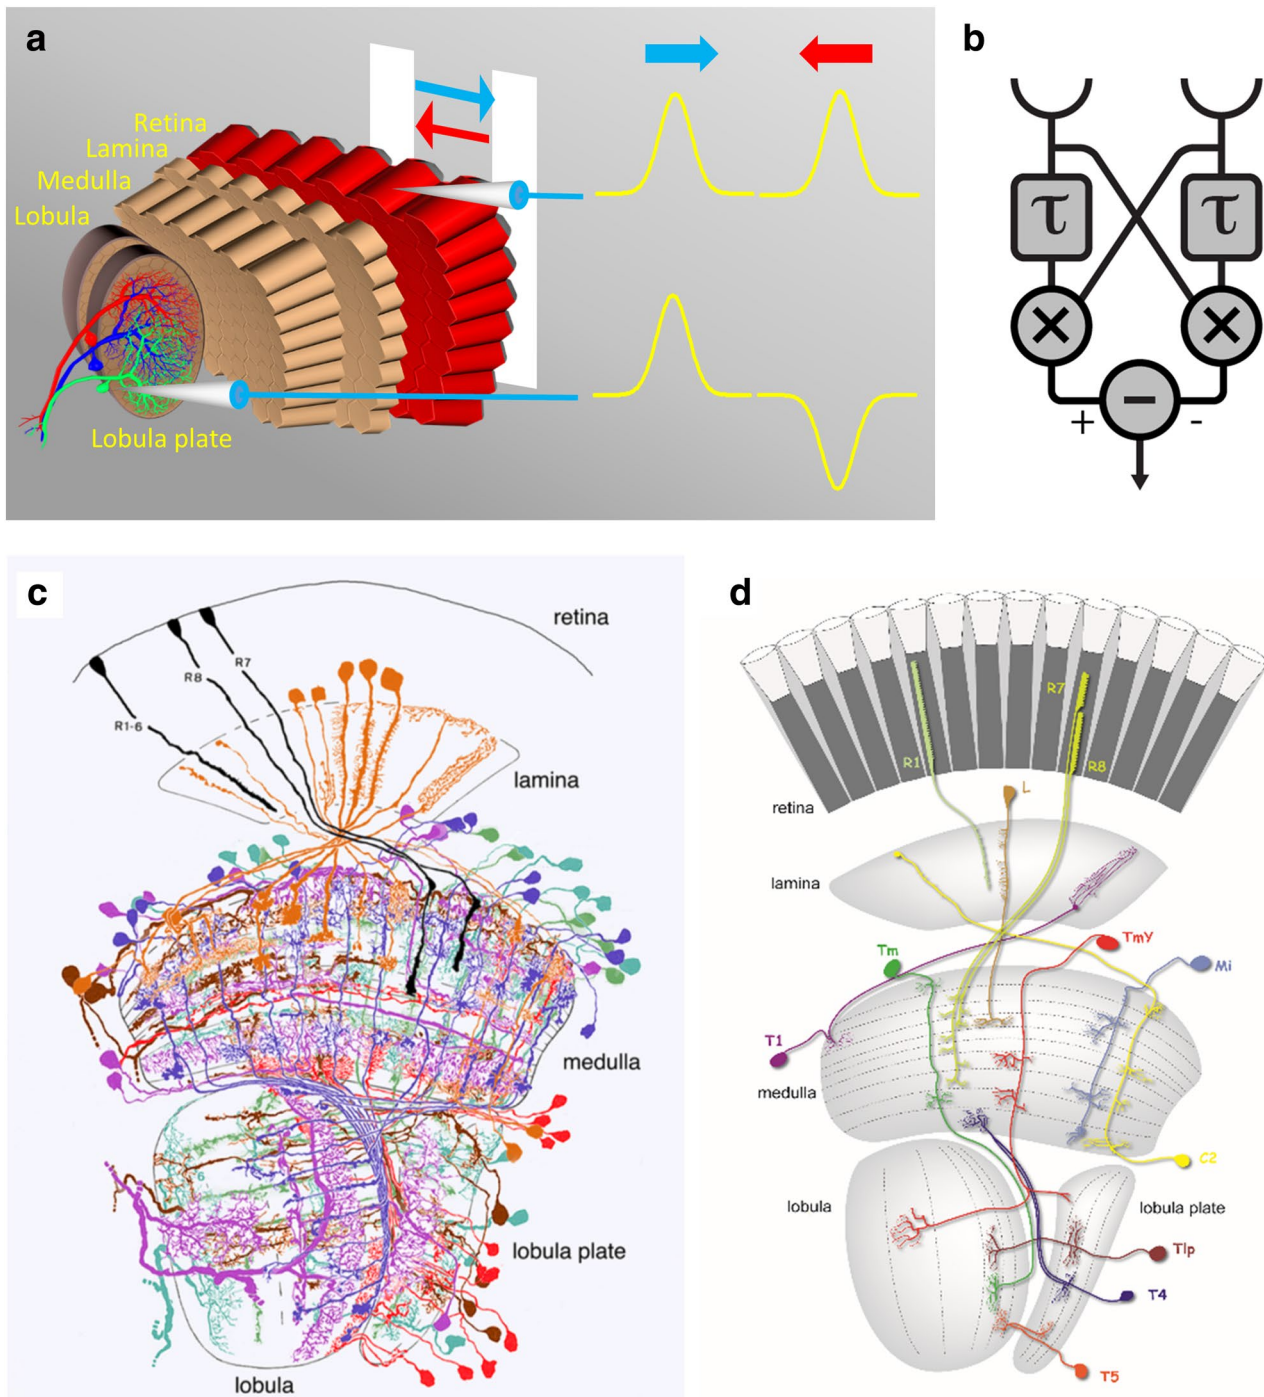 a
Retina
Lamina
Medulla
Lobula
Lobula plate
b
τ τ
× ×
−
+ -
c
retina
R7
R8
R1-6
lamina
medulla
6
lobula plate
lobula
d
R7
R1
R8
retina
L
lamina
TmY
Tm
Mi
T1
medulla
C2
lobula
lobula plate
Tlp
T4
T5